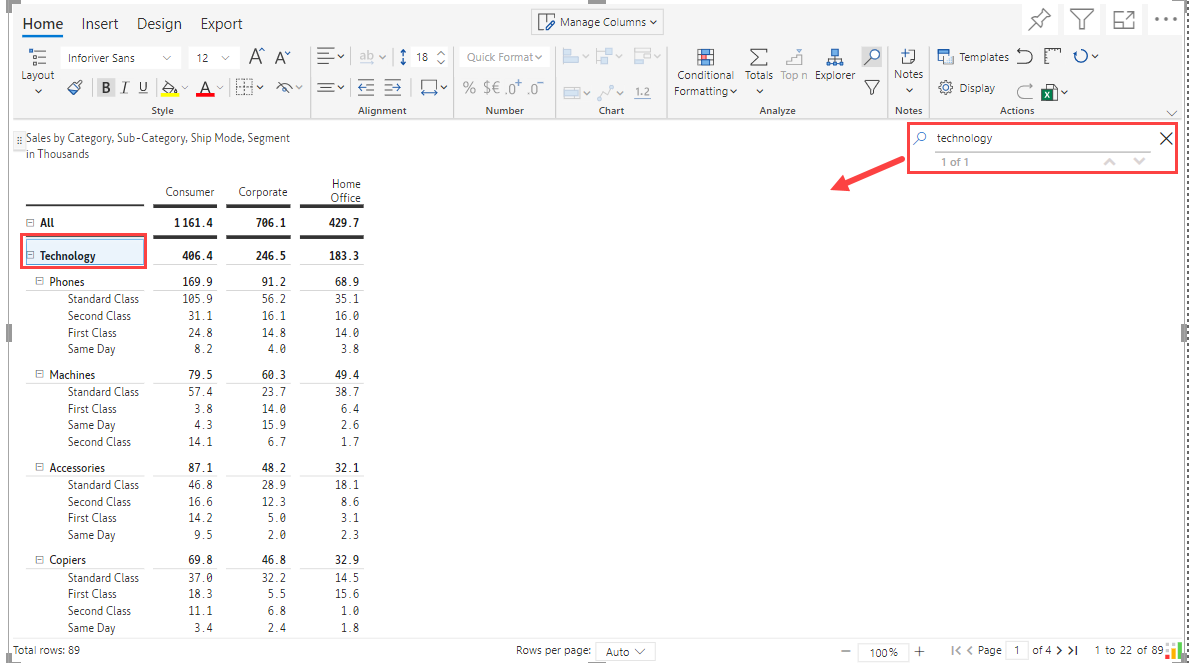 Home Insert Design Export Manage Columns
Inforiver Sans 12 ab 18 Quick Format
Layout B I U A % $€ .0+ .0- 1.2 Conditional Formatting Totals Top n Explorer Notes Templates Display
Style Alignment Number Chart Analyze Notes Actions
Sales by Category, Sub-Category, Ship Mode, Segment
in Thousands
technology
1 of 1
Consumer Corporate Home Office
All 1 161.4 706.1 429.7
Technology 406.4 246.5 183.3
Phones 169.9 91.2 68.9
Standard Class 105.9 56.2 35.1
Second Class 31.1 16.1 16.0
First Class 24.8 14.8 14.0
Same Day 8.2 4.0 3.8
Machines 79.5 60.3 49.4
Standard Class 57.4 23.7 38.7
First Class 3.8 14.0 6.4
Same Day 4.3 15.9 2.6
Second Class 14.1 6.7 1.7
Accessories 87.1 48.2 32.1
Standard Class 46.8 28.9 18.1
Second Class 16.6 12.3 8.6
First Class 14.2 5.0 3.1
Same Day 9.5 2.0 2.3
Copiers 69.8 46.8 32.9
Standard Class 37.0 32.2 14.5
First Class 18.3 5.5 15.6
Second Class 11.1 6.8 1.0
Same Day 3.4 2.4 1.8
Total rows: 89 Rows per page: Auto 100% Page 1 of 4 1 to 22 of 89